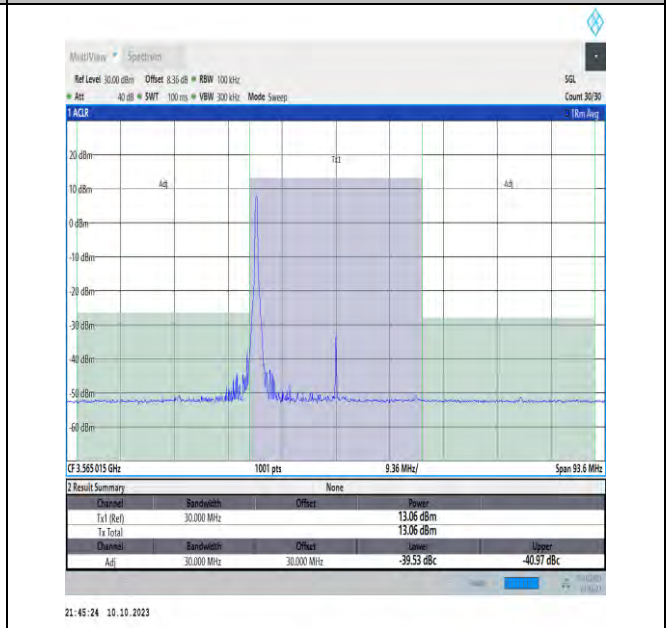 MultiView Spectrum
Ref Level 30.00 dBm Offset 8.36 dB RBW 100 kHz SGL
Att 40 dB SWT 100 ms VBW 300 kHz Mode Sweep Count 30/30
1 ACLR 1Rm Avg
20 dBm
Tx1
Adj Adj
10 dBm
0 dBm
-10 dBm
-20 dBm
-30 dBm
-40 dBm
-50 dBm
-60 dBm
CF 3.565 015 GHz 1001 pts 9.36 MHz/ Span 93.6 MHz
2 Result Summary None
Channel Bandwidth Offset Power
Tx1 (Ref) 30.000 MHz 13.06 dBm
Tx Total 13.06 dBm
Channel Bandwidth Offset Lower Upper
Adj 30.000 MHz 30.000 MHz -39.53 dBc -40.97 dBc
21:45:24 10.10.2023